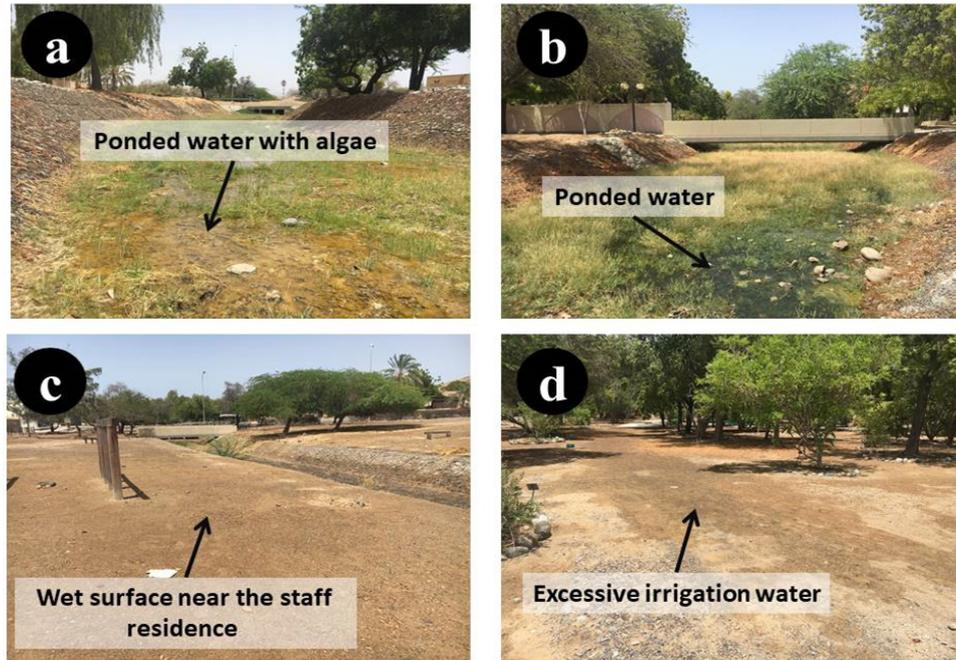 a
Ponded water with algae
b
Ponded water
c
Wet surface near the staff
residence
d
Excessive irrigation water